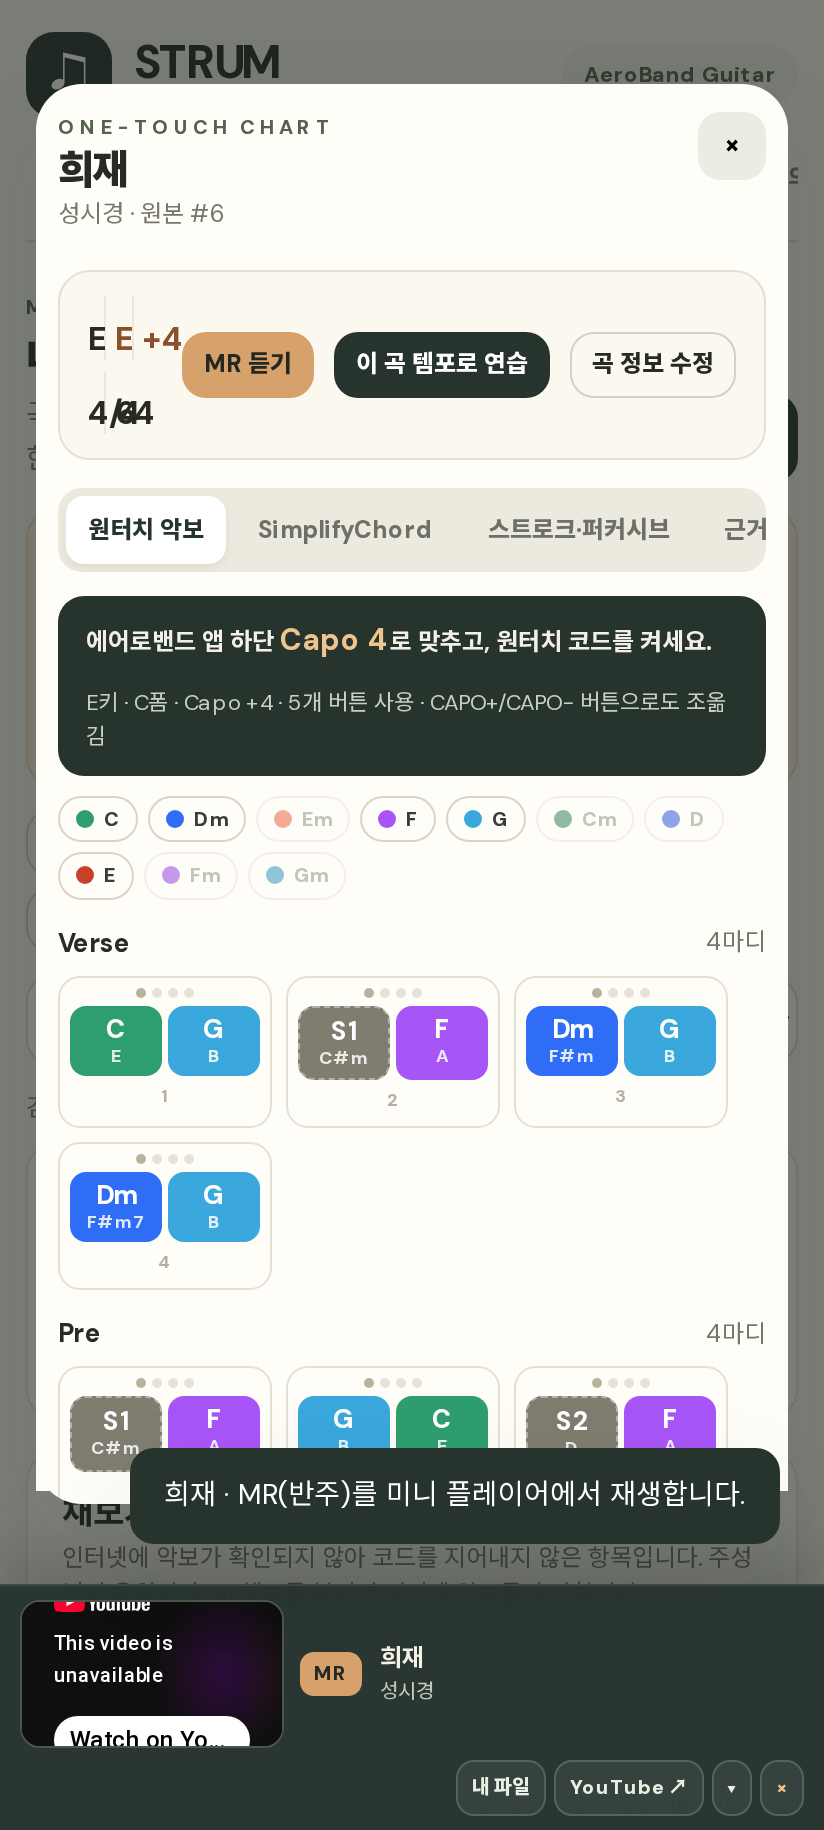 STRUM
AeroBand Guitar
ONE-TOUCH CHART
×
희재
성시경 · 원본 #6
E E +4
MR 듣기
이 곡 템포로 연습
곡 정보 수정
4/4
원터치 악보
SimplifyChord
스트로크·퍼커시브
근거
에어로밴드 앱 하단 Capo 4로 맞추고, 원터치 코드를 켜세요.
E키 · C폼 · Capo +4 · 5개 버튼 사용 · CAPO+/CAPO- 버튼으로도 조옮
김
C Dm Em F G Cm D
E Fm Gm
Verse
4마디
C G S1 F Dm G
E B C#m A F#m B
1 2 3
Dm G
F#m7 B
4
Pre
4마디
S1 F G C S2 F
C#m A B E D A
희재 · MR(반주)를 미니 플레이어에서 재생합니다.
인터넷에 악보가 확인되지 않아 코드를 지어내지 않은 항목입니다. 주성
YouTube
This video is
unavailable
Watch on Yo...
MR
희재
성시경
내 파일
YouTube ↗
▾
×